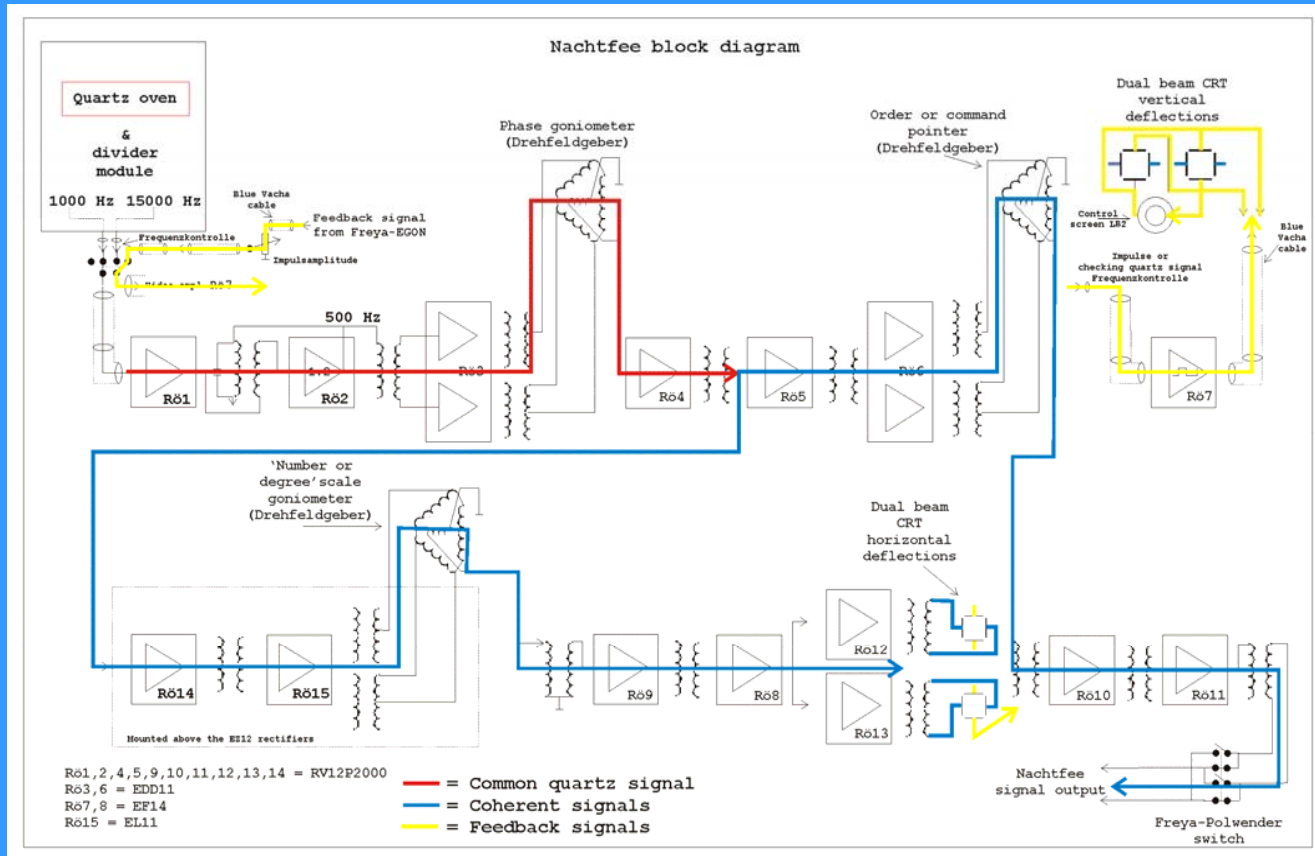 Nachtfee block diagram
Quartz oven
&
divider
module
1000 Hz
15000 Hz
Frequenzkontrolle
Blue Vacha
cable
Feedback signal
from Freya-EGON
Impulsamplitude
Rö7
500 Hz
Phase goniometer
(Drehfeldgeber)
Order or command
pointer
(Drehfeldgeber)
Dual beam CRT
vertical
deflections
Control
screen LB2
Blue
Vacha
cable
Impulse or
checking quartz signal
Frequenzkontrolle
Rö1
Rö2
Rö3
Rö4
Rö5
Rö6
Rö7
'Number or
degree'scale
goniometer
(Drehfeldgeber)
Dual beam
CRT
horizontal
deflections
Rö14
Rö15
Mounted above the EZ12 rectifiers
Rö9
Rö8
Rö12
Rö13
Rö10
Rö11
Rö1,2,4,5,9,10,11,12,13,14 = RV12P2000
Rö3,6 = EDD11
Rö7,8 = EF14
Rö15 = EL11
= Common quartz signal
= Coherent signals
= Feedback signals
Nachtfee
signal output
Freya-Polwender
switch